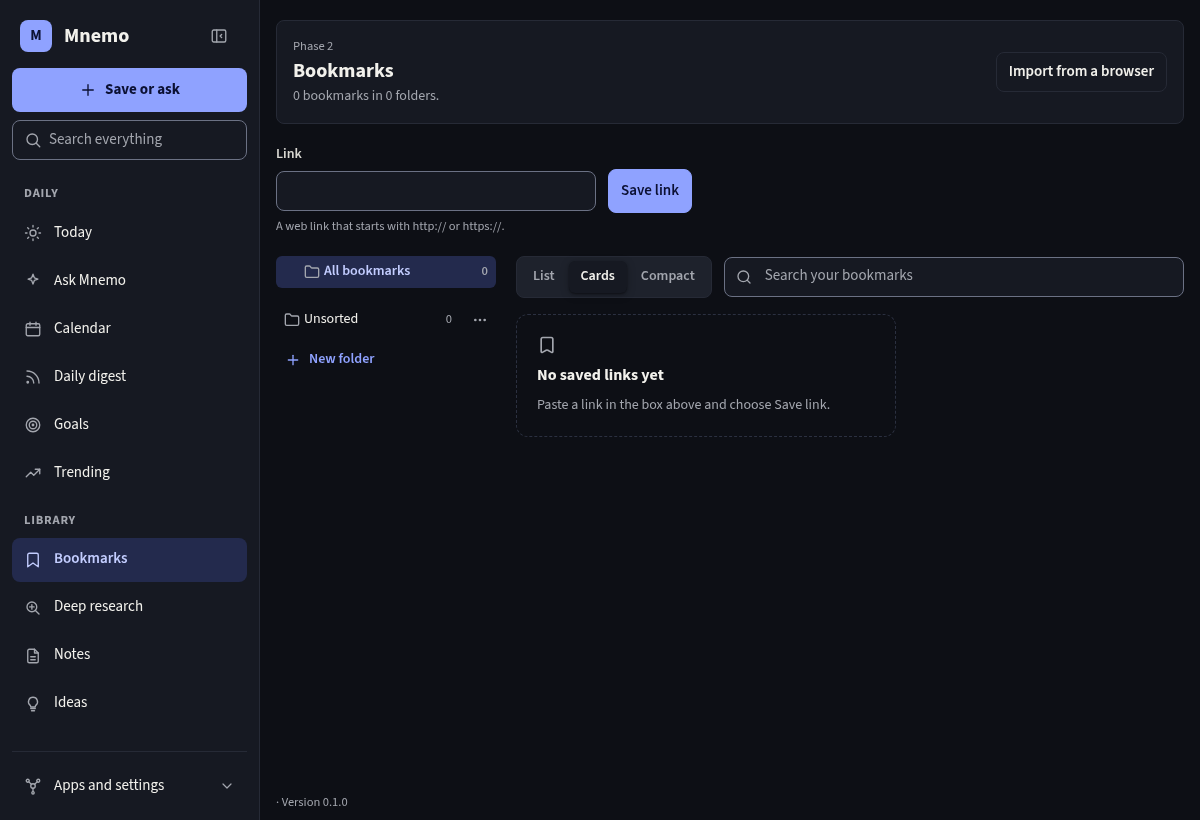 M Mnemo
Save or ask
Search everything
DAILY
Today
Ask Mnemo
Calendar
Daily digest
Goals
Trending
LIBRARY
Bookmarks
Deep research
Notes
Ideas
Apps and settings
Phase 2
Bookmarks
0 bookmarks in 0 folders.
Import from a browser
Link
Save link
A web link that starts with http:// or https://.
All bookmarks 0
Unsorted 0
New folder
List Cards Compact
Search your bookmarks
No saved links yet
Paste a link in the box above and choose Save link.
· Version 0.1.0